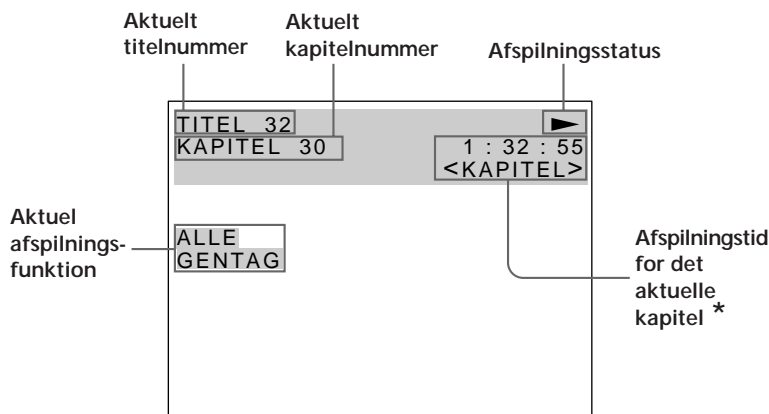 Aktuelt
titelnummer
Aktuelt
kapitelnummer
Afspilningsstatus
TITEL 32
KAPITEL 30
1 : 32 : 55
<KAPITEL>
Aktuel
afspilnings-
funktion
ALLE
GENTAG
Afspilningstid
for det
aktuelle
kapitel *